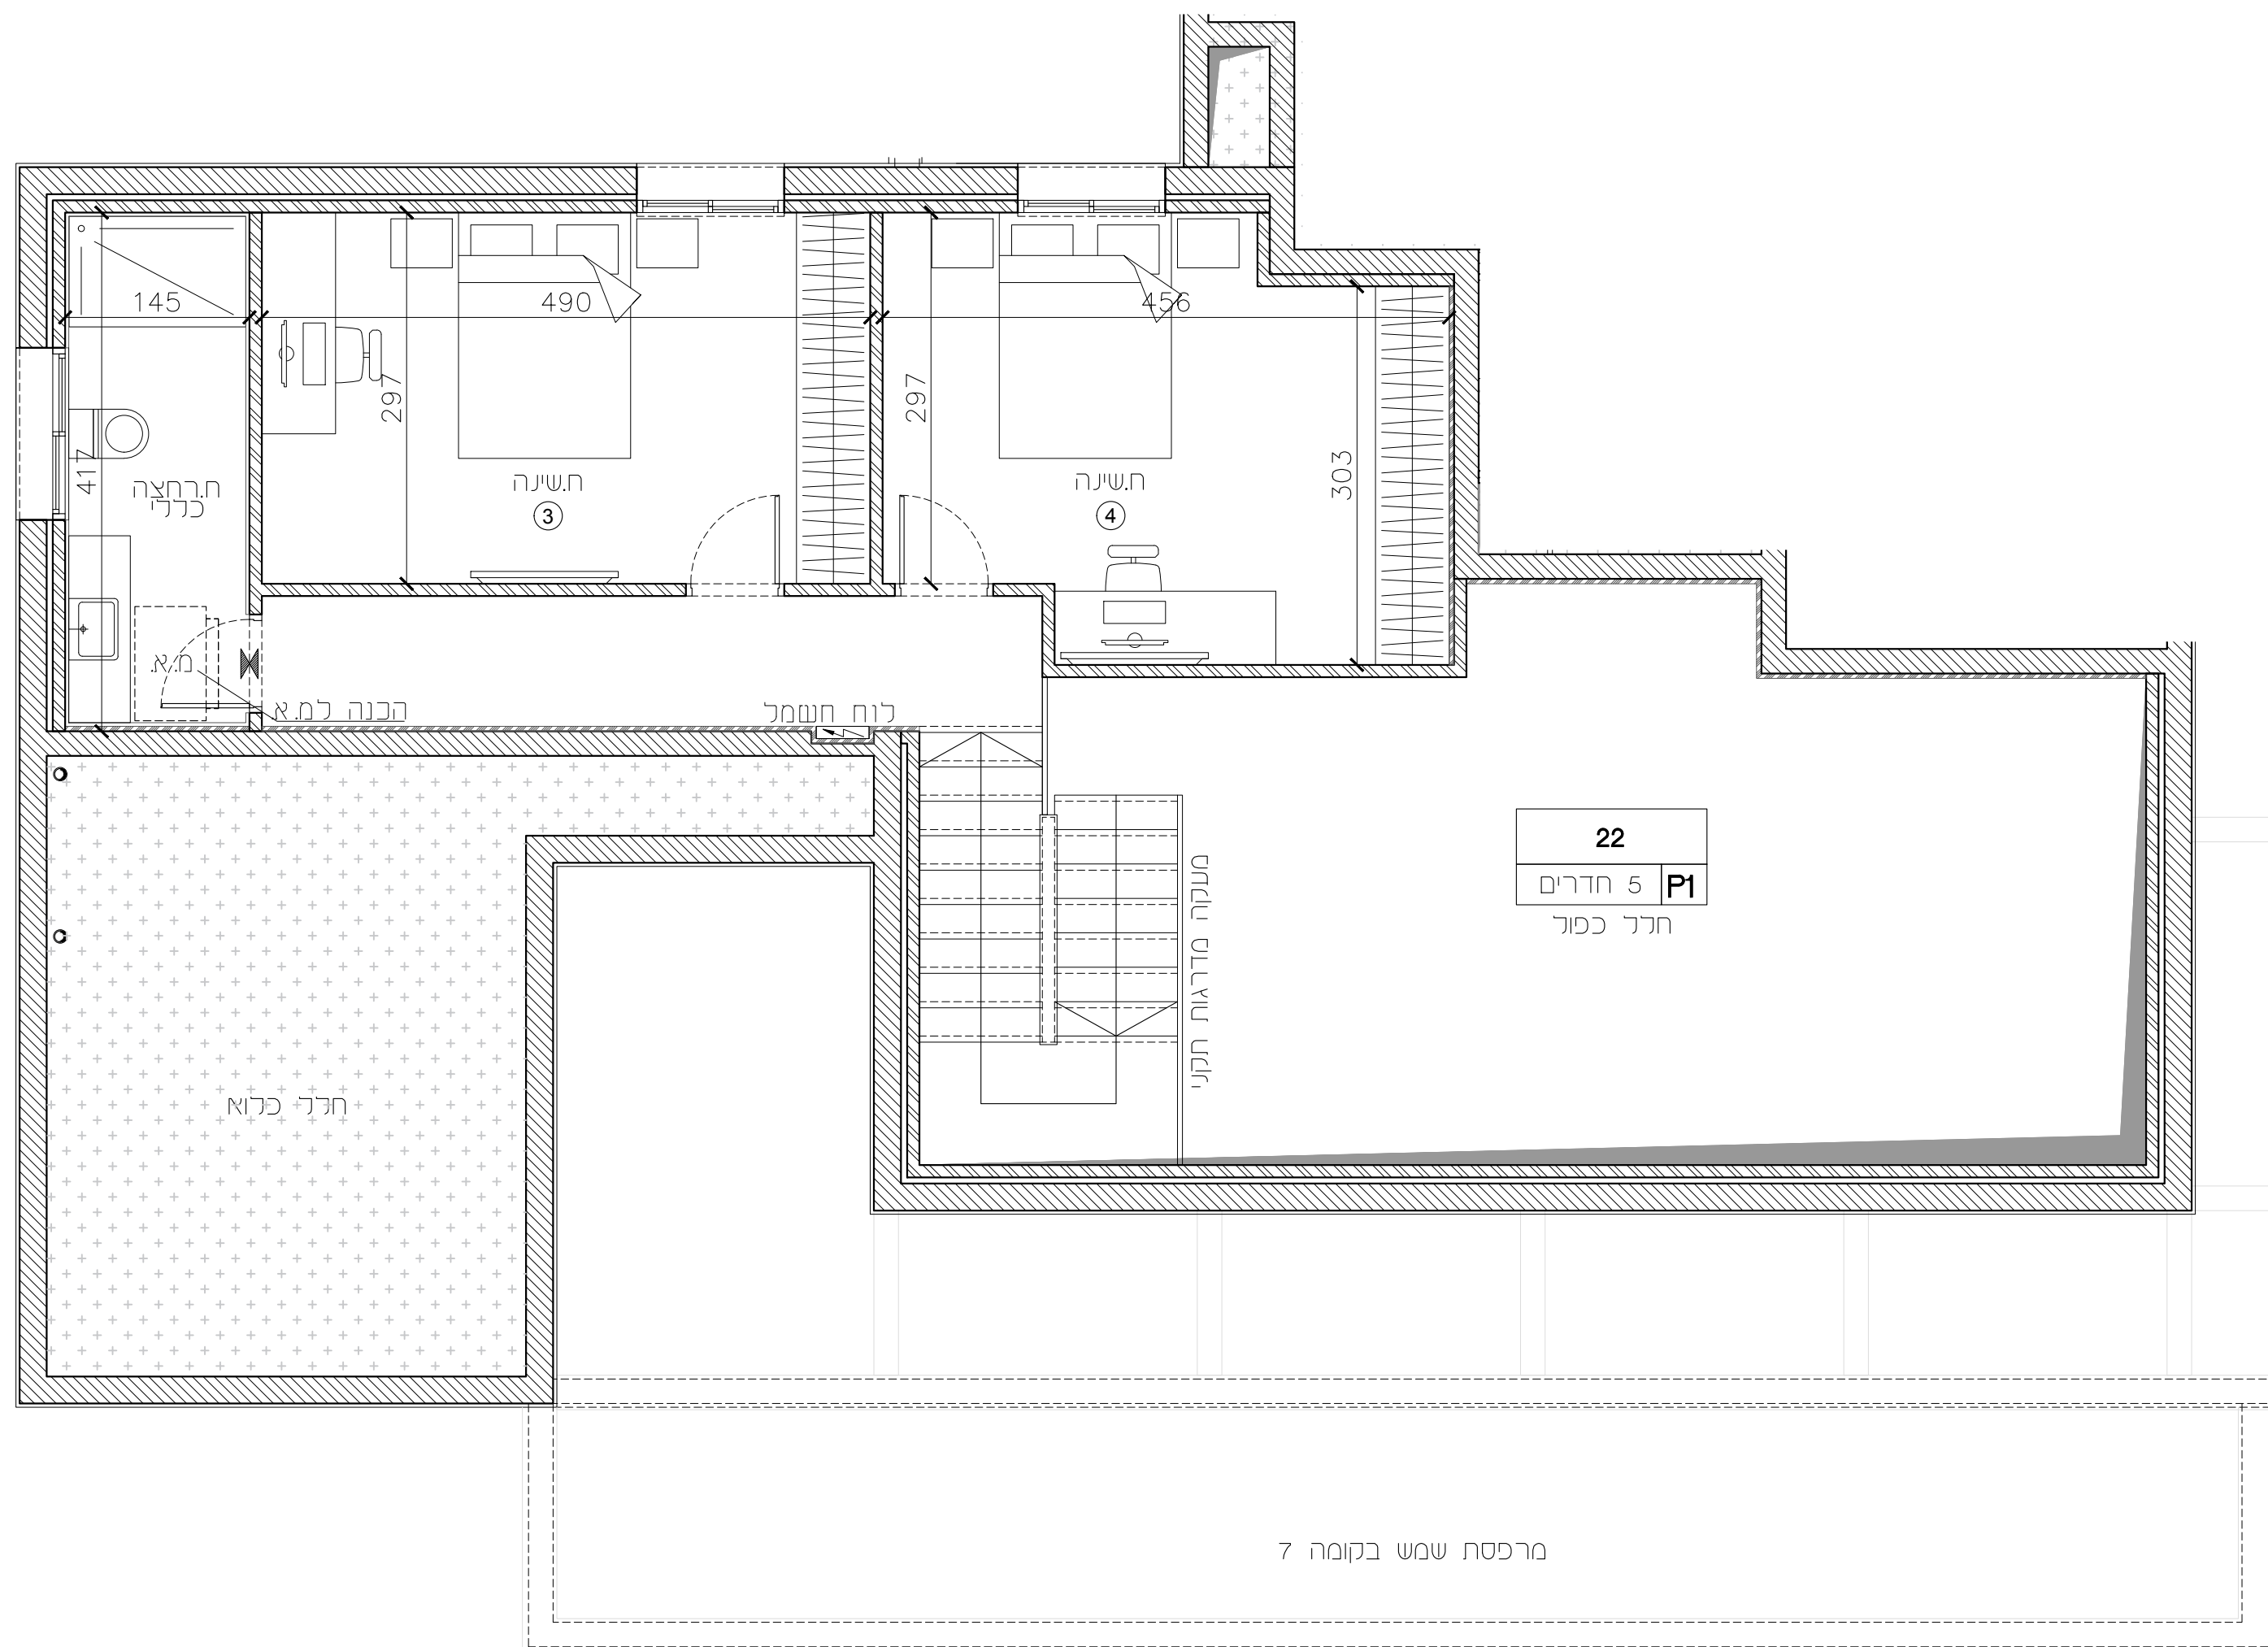 145
490
456
297
297
417
303
ח.רחצה
כללי
ח.שינה
3
ח.שינה
4
מ.א.
הכנה למ.א.
לוח חשמל
22
5 חדרים
P1
חלל כפול
מעקה מדרגות תקני
חלל כלוא
מרפסת שמש בקומה 7